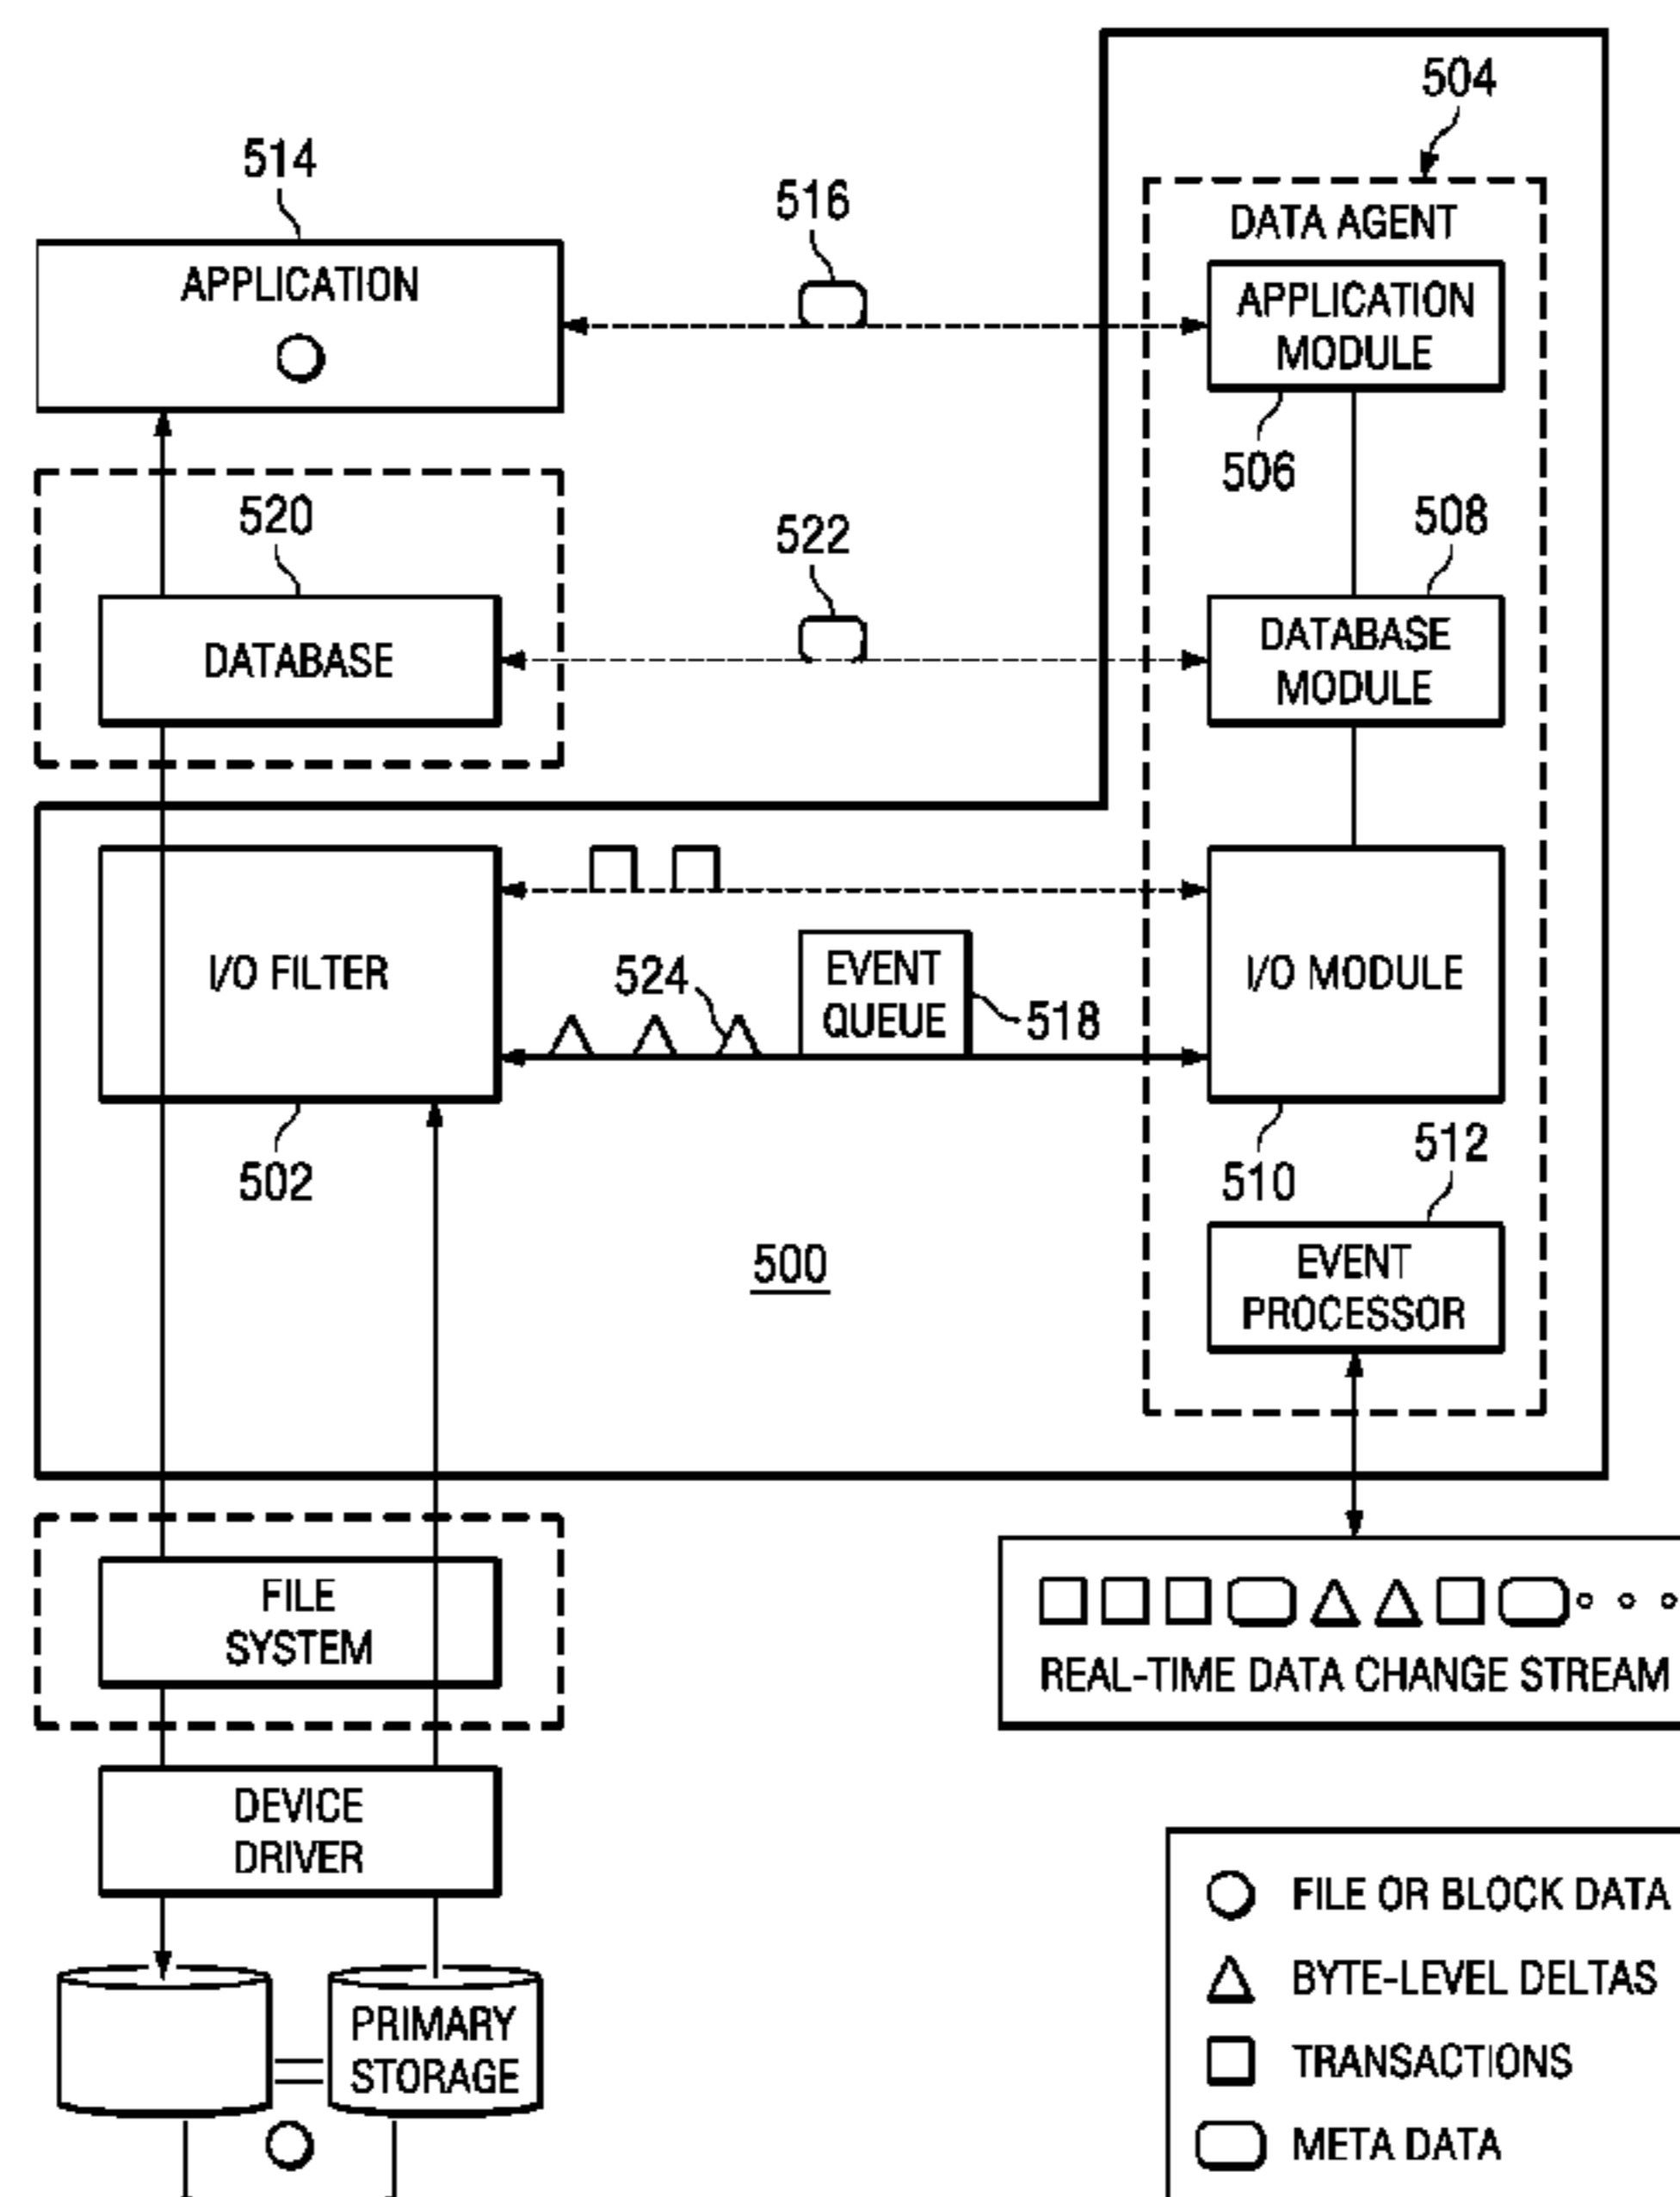 504
514
516
DATA AGENT
APPLICATION
APPLICATION
MODULE
506
520
522
508
DATABASE
DATABASE
MODULE
I/O FILTER
524
EVENT
QUEUE
518
I/O MODULE
502
510
512
500
EVENT
PROCESSOR
FILE
SYSTEM
REAL-TIME DATA CHANGE STREAM
DEVICE
DRIVER
PRIMARY
STORAGE
FILE OR BLOCK DATA
BYTE-LEVEL DELTAS
TRANSACTIONS
META DATA